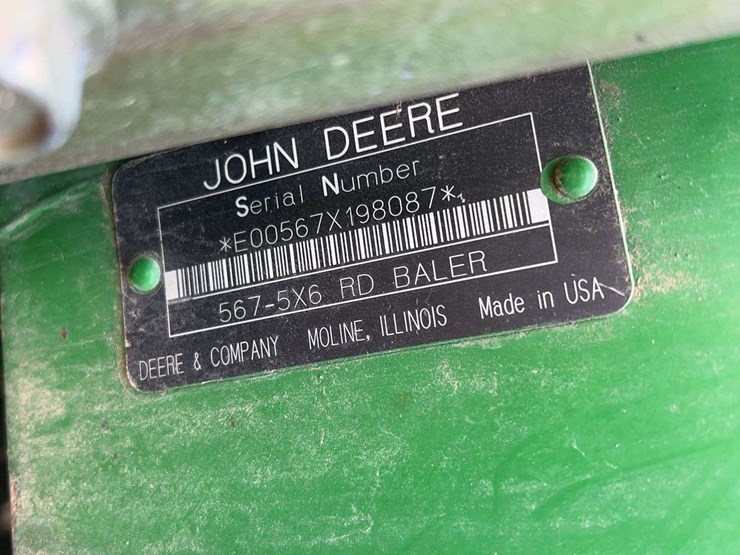 JOHN DEERE
Serial Number
*E00567X198087*
567-5X6 RD BALER
DEERE & COMPANY MOLINE, ILLINOIS Made in USA